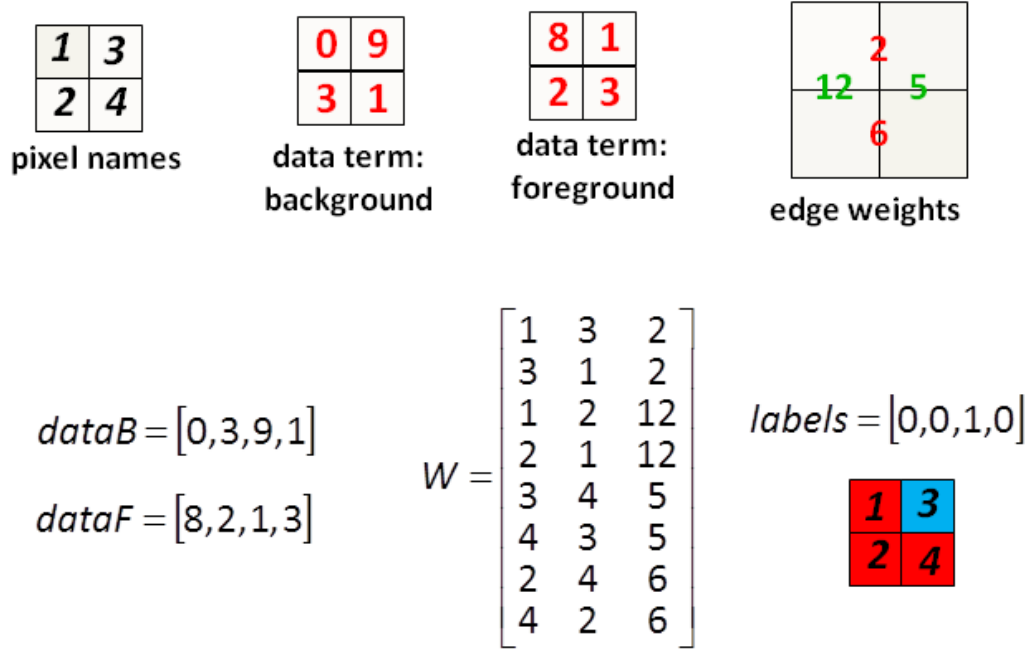 1 3
2 4
pixel names
0 9
3 1
data term:
background
8 1
2 3
data term:
foreground
2
12 5
6
edge weights
dataB = [0,3,9,1]
dataF = [8,2,1,3]
W =
1 3 2
3 1 2
1 2 12
2 1 12
3 4 5
4 3 5
2 4 6
4 2 6
labels = [0,0,1,0]
1 3
2 4